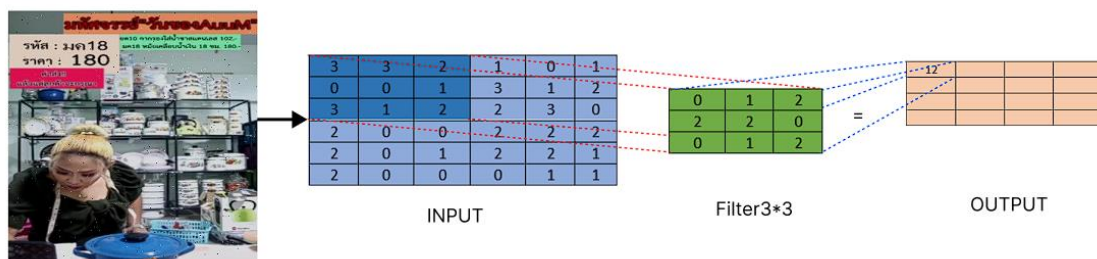 มหัศจรรย์"วันของAuuM"
รหัส : มด18
ราคา : 180
3 3 2 1 0 1
0 0 1 3 1 2
3 1 2 2 3 0
2 0 0 2 2 2
2 0 1 2 2 1
2 0 0 0 1 1
INPUT
0 1 2
2 2 0
0 1 2
Filter3*3
=
12
OUTPUT